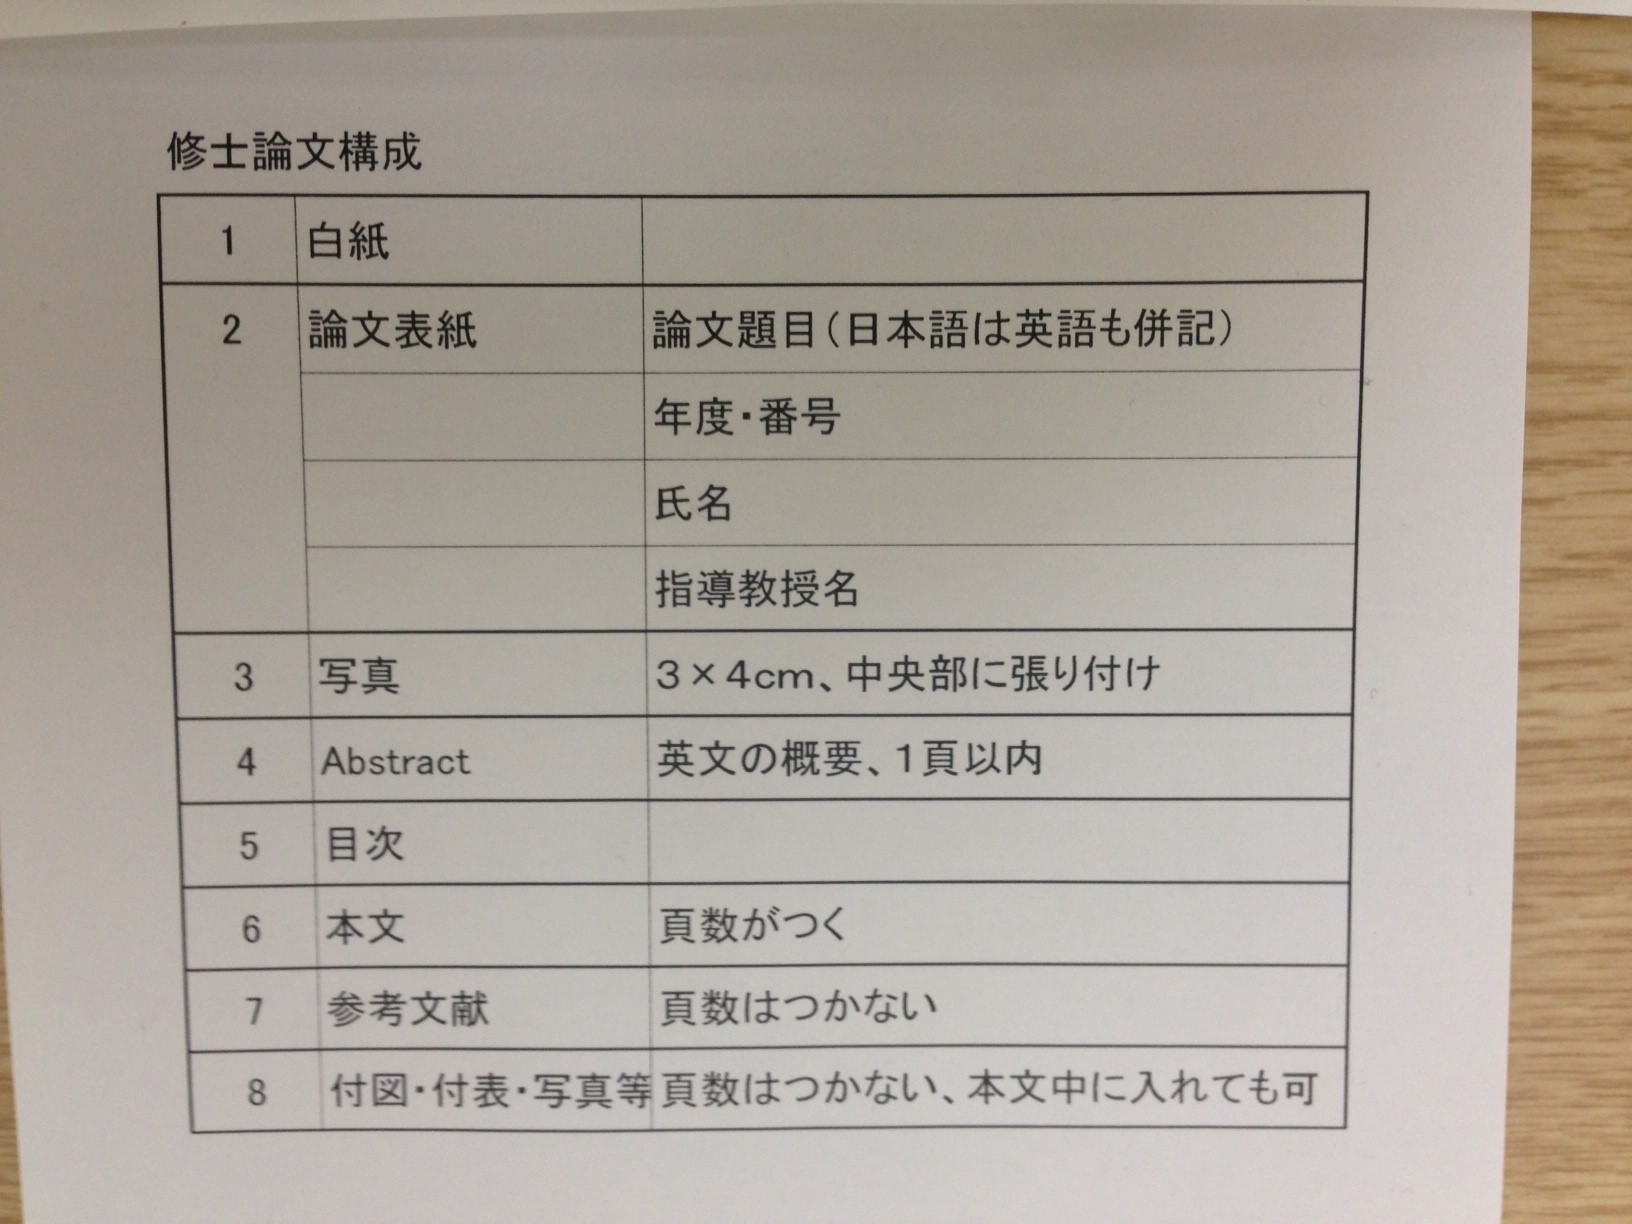 修士論文構成
1 白紙
2 論文表紙 論文題目(日本語は英語も併記)
年度・番号
氏名
指導教授名
3 写真 3×4cm、中央部に張り付け
4 Abstract 英文の概要、1頁以内
5 目次
6 本文 頁数がつく
7 参考文献 頁数はつかない
8 付図・付表・写真等 頁数はつかない、本文中に入れても可